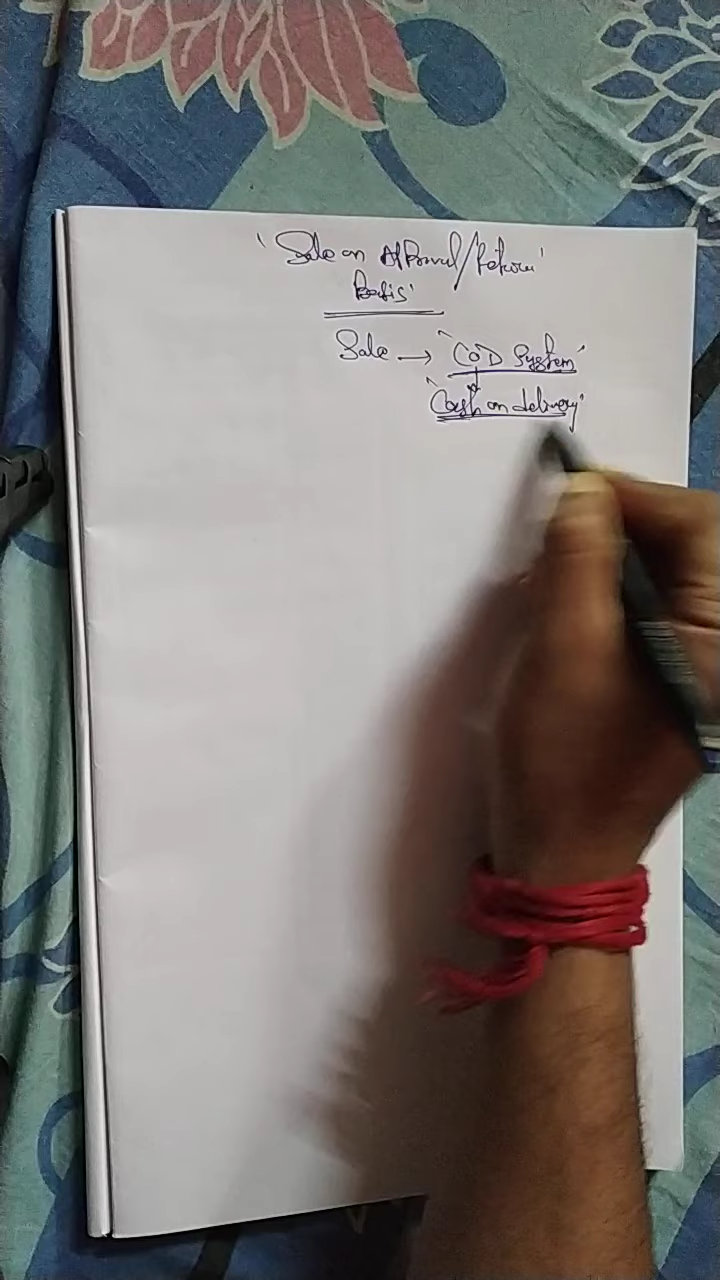 'Sale on Approval/Return'
Basis'
Sale → 'COD System'
'Cash on delivery'